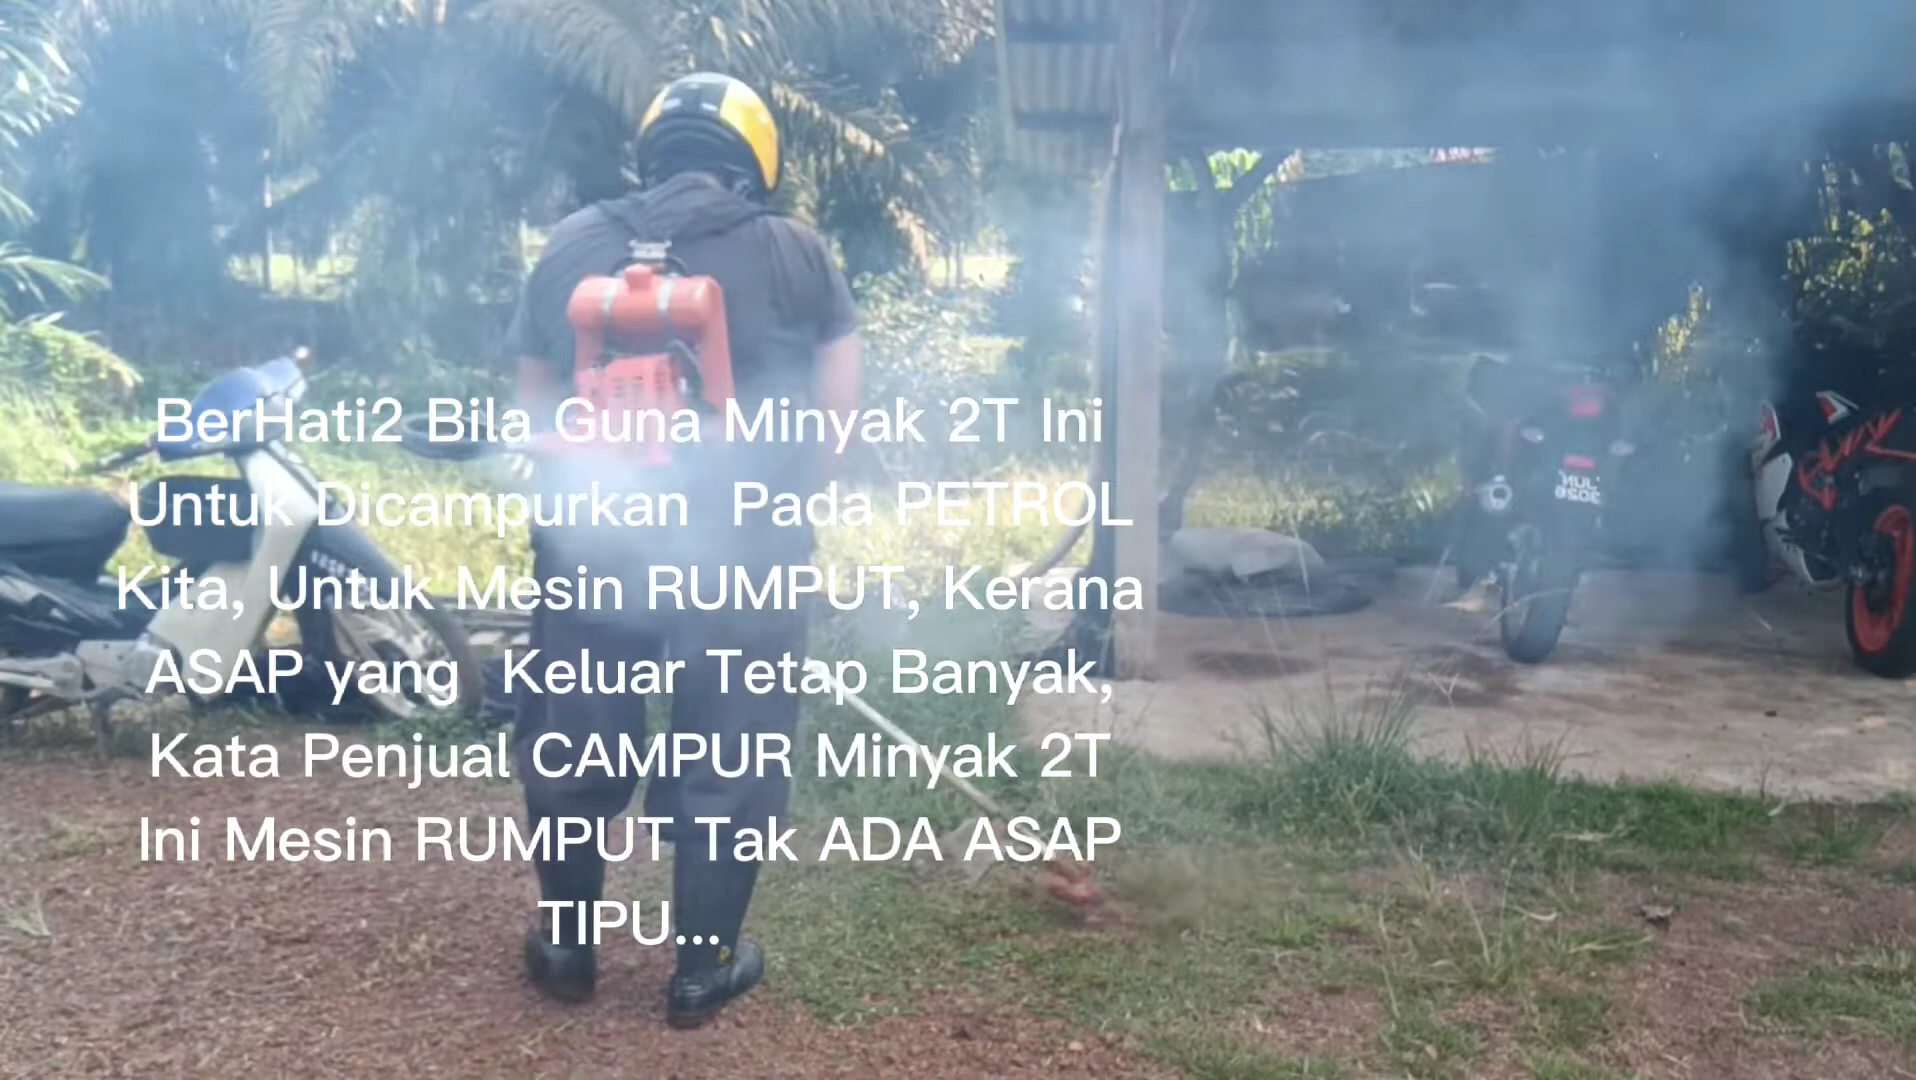 BerHati2 Bila Guna Minyak 2T Ini
Untuk Dicampurkan Pada PETROL
Kita, Untuk Mesin RUMPUT, Kerana
ASAP yang Keluar Tetap Banyak,
Kata Penjual CAMPUR Minyak 2T
Ini Mesin RUMPUT Tak ADA ASAP
TIPU...